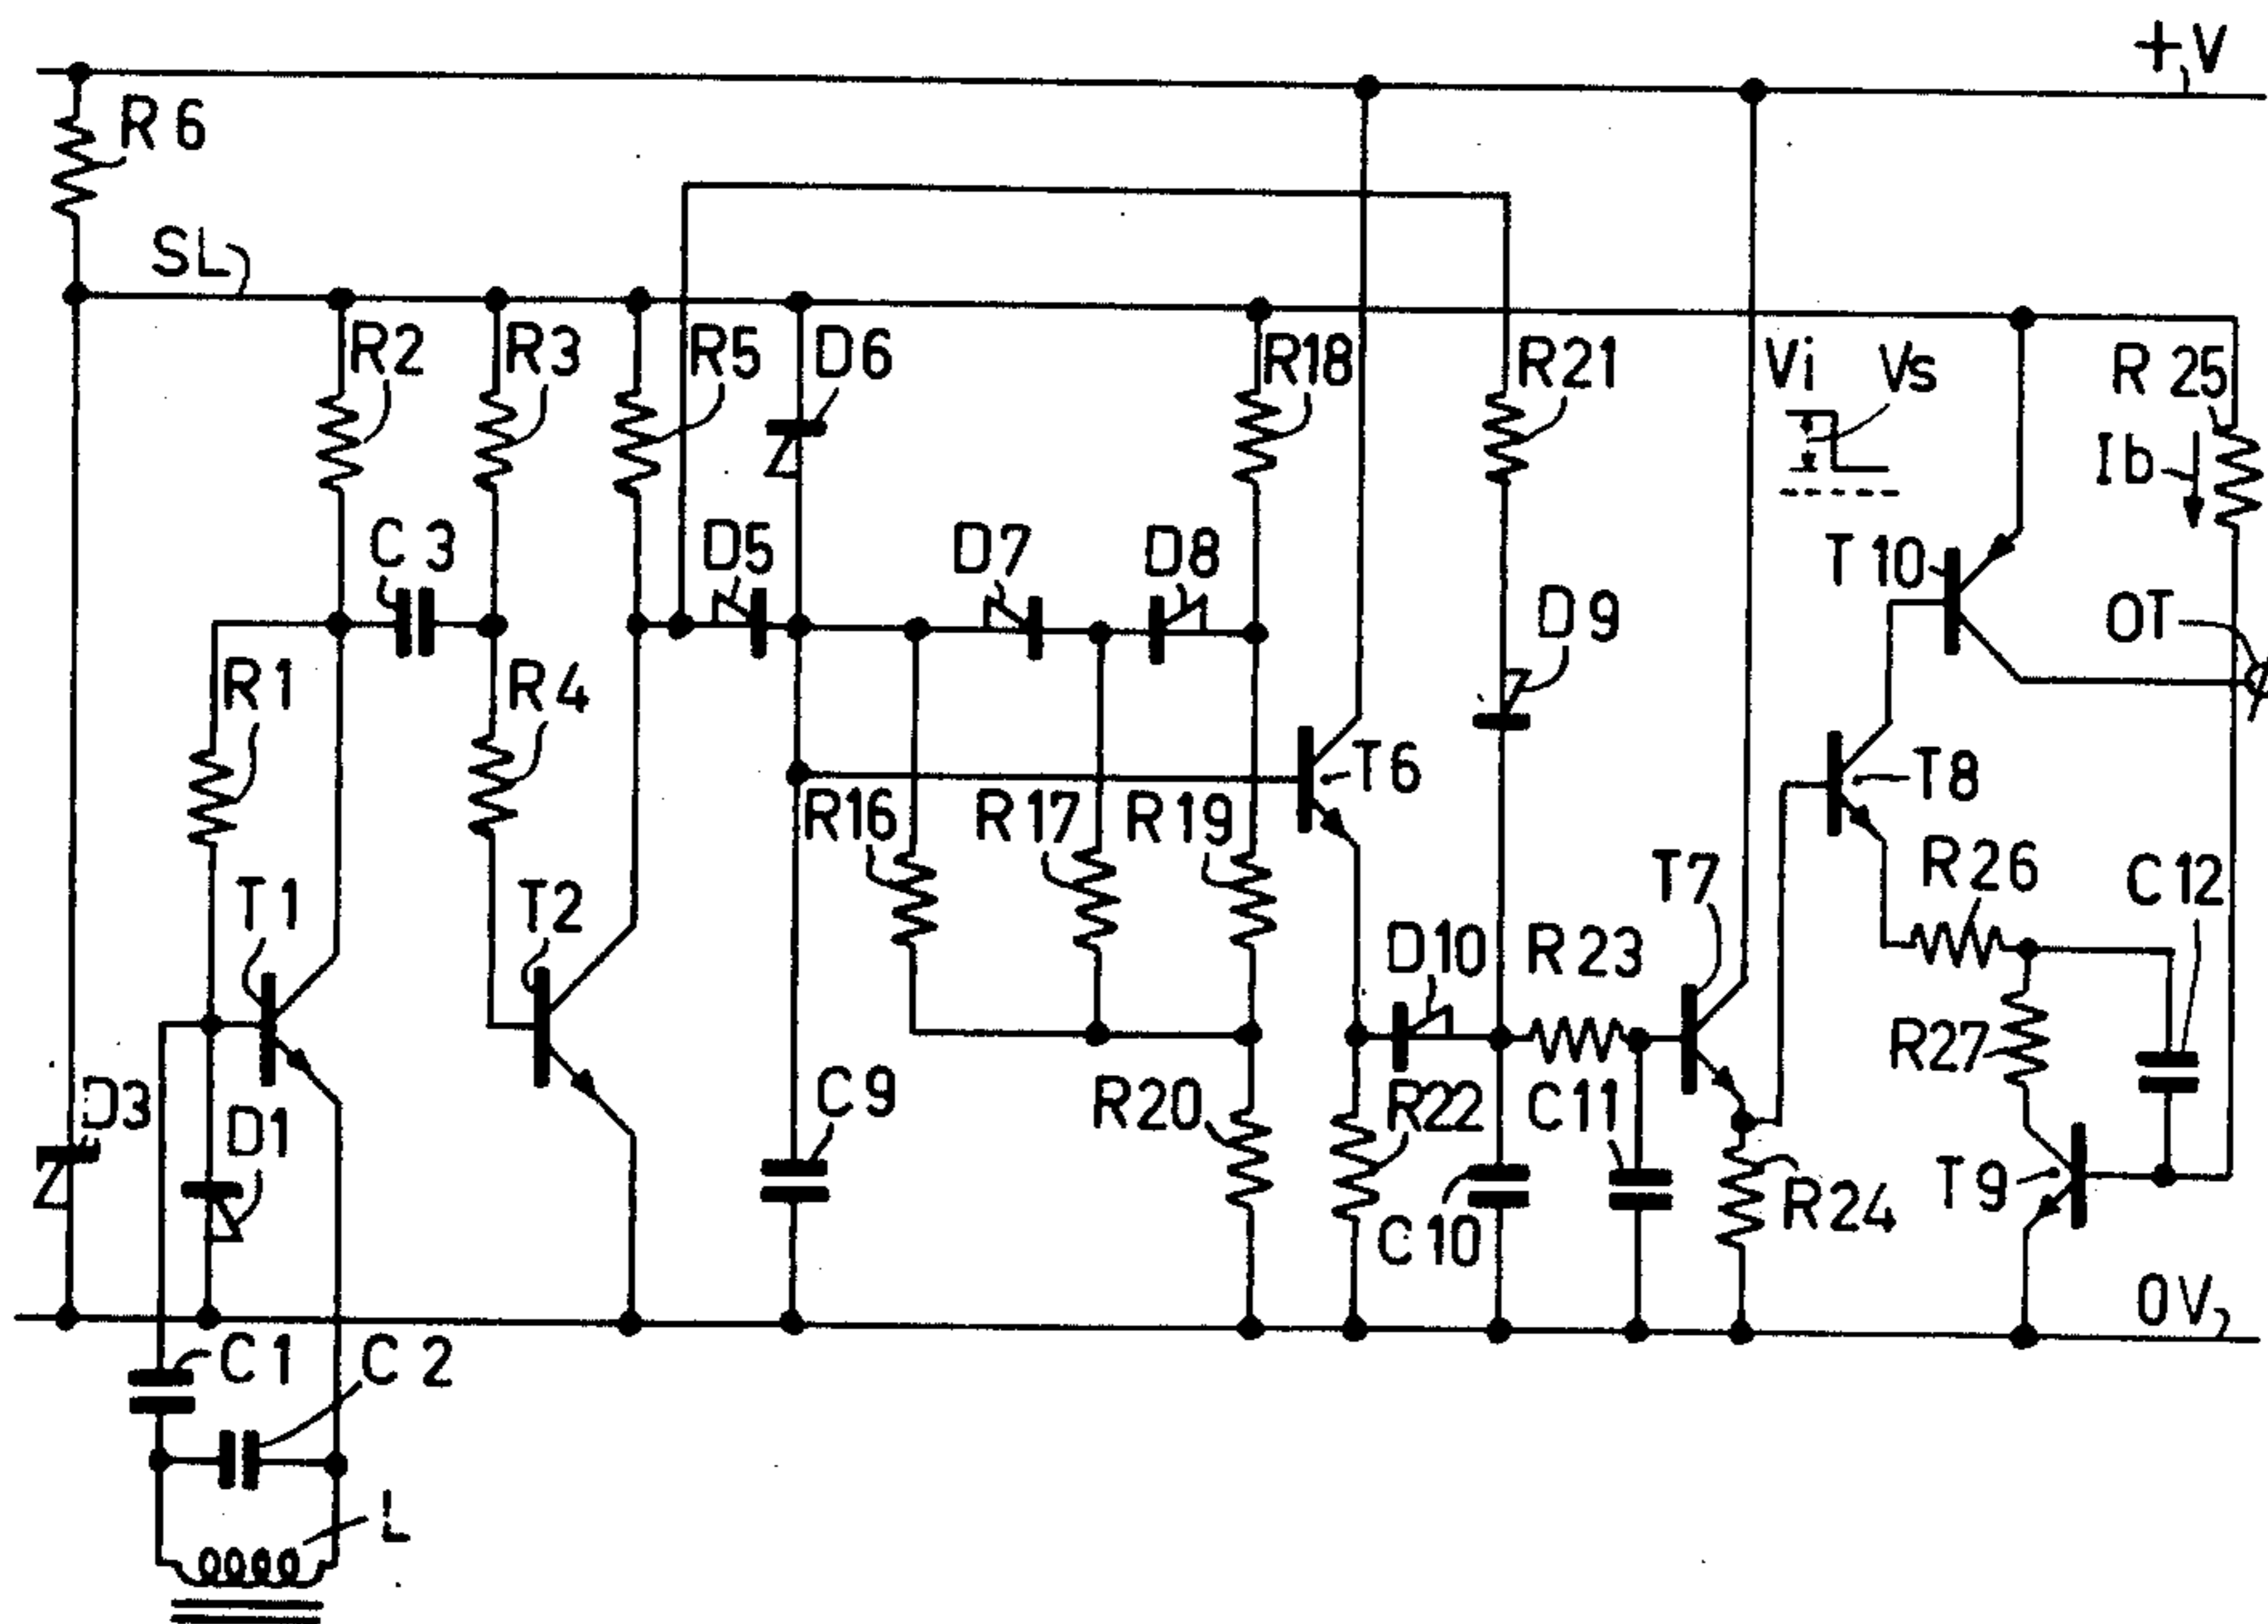 +V
R6
SL
R2
R3
R5
D6
R18
R21
Vi
Vs
R 25
Ib
C3
D5
D7
D8
T10
D9
OT
R1
R4
T6
T8
R16
R17
R19
R26
C12
T1
T2
T7
D10
R23
R27
D3
D1
C9
R20
R22
C11
T9
R24
C10
0V
C1
C2
L